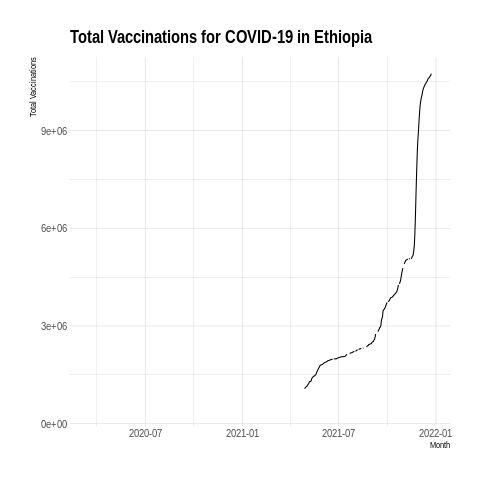 Total Vaccinations for COVID-19 in Ethiopia
Total Vaccinations
9e+06
6e+06
3e+06
0e+00
2020-07 2021-01 2021-07 2022-01
Month